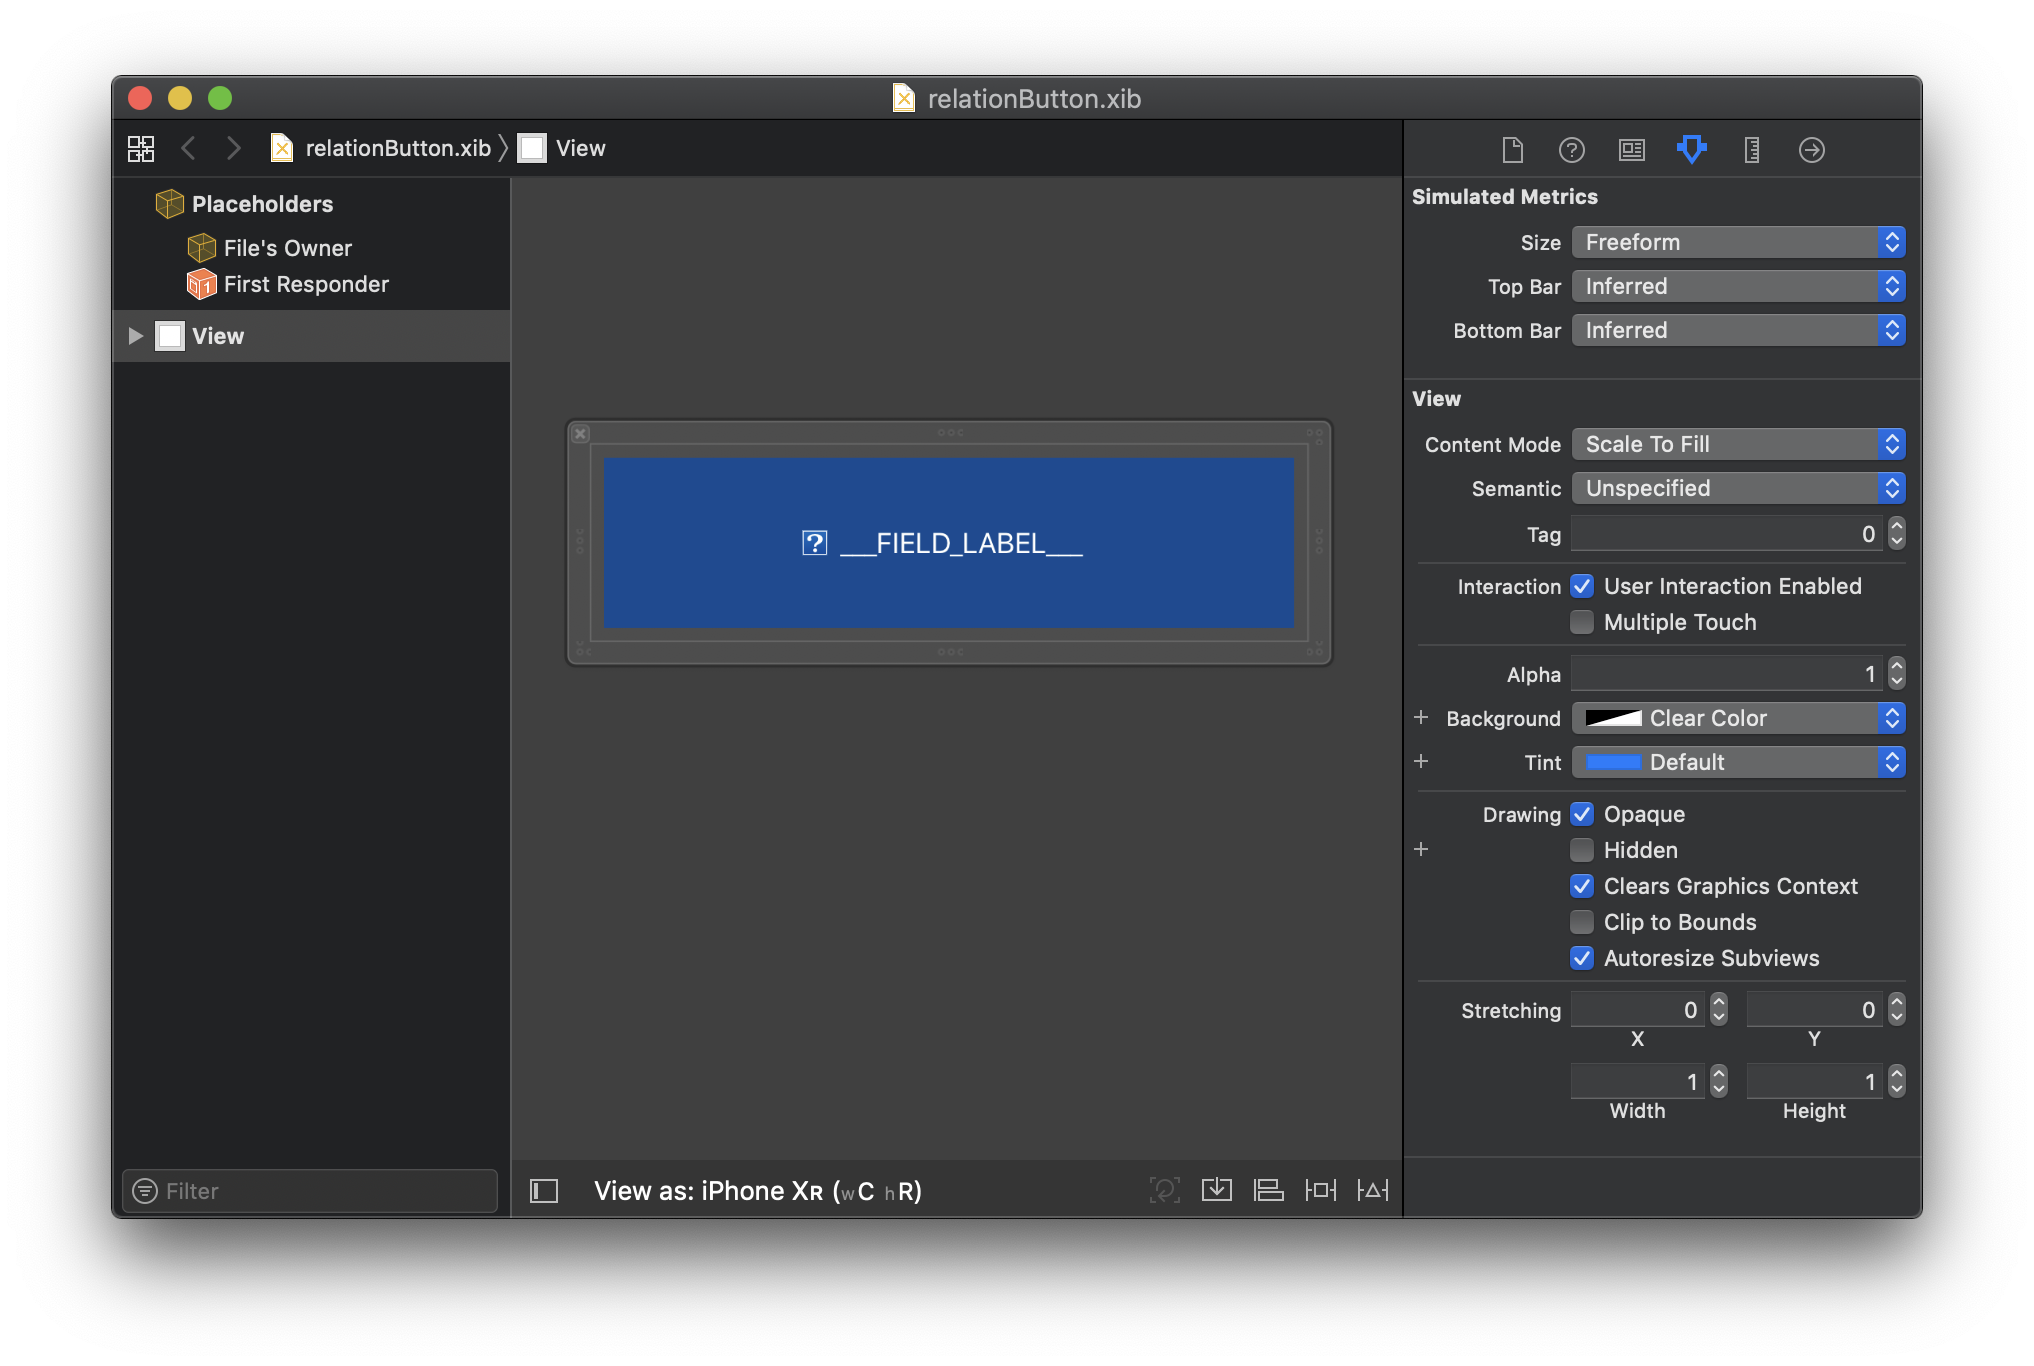 relationButton.xib
relationButton.xib
View
Placeholders
File's Owner
First Responder
View
Filter
? ___FIELD_LABEL___
View as: iPhone XR (wC hR)
Simulated Metrics
Size Freeform
Top Bar Inferred
Bottom Bar Inferred
View
Content Mode Scale To Fill
Semantic Unspecified
Tag 0
Interaction User Interaction Enabled
Multiple Touch
Alpha 1
+ Background Clear Color
+ Tint Default
Drawing Opaque
+ Hidden
Clears Graphics Context
Clip to Bounds
Autoresize Subviews
Stretching 0 0
X Y
1 1
Width Height